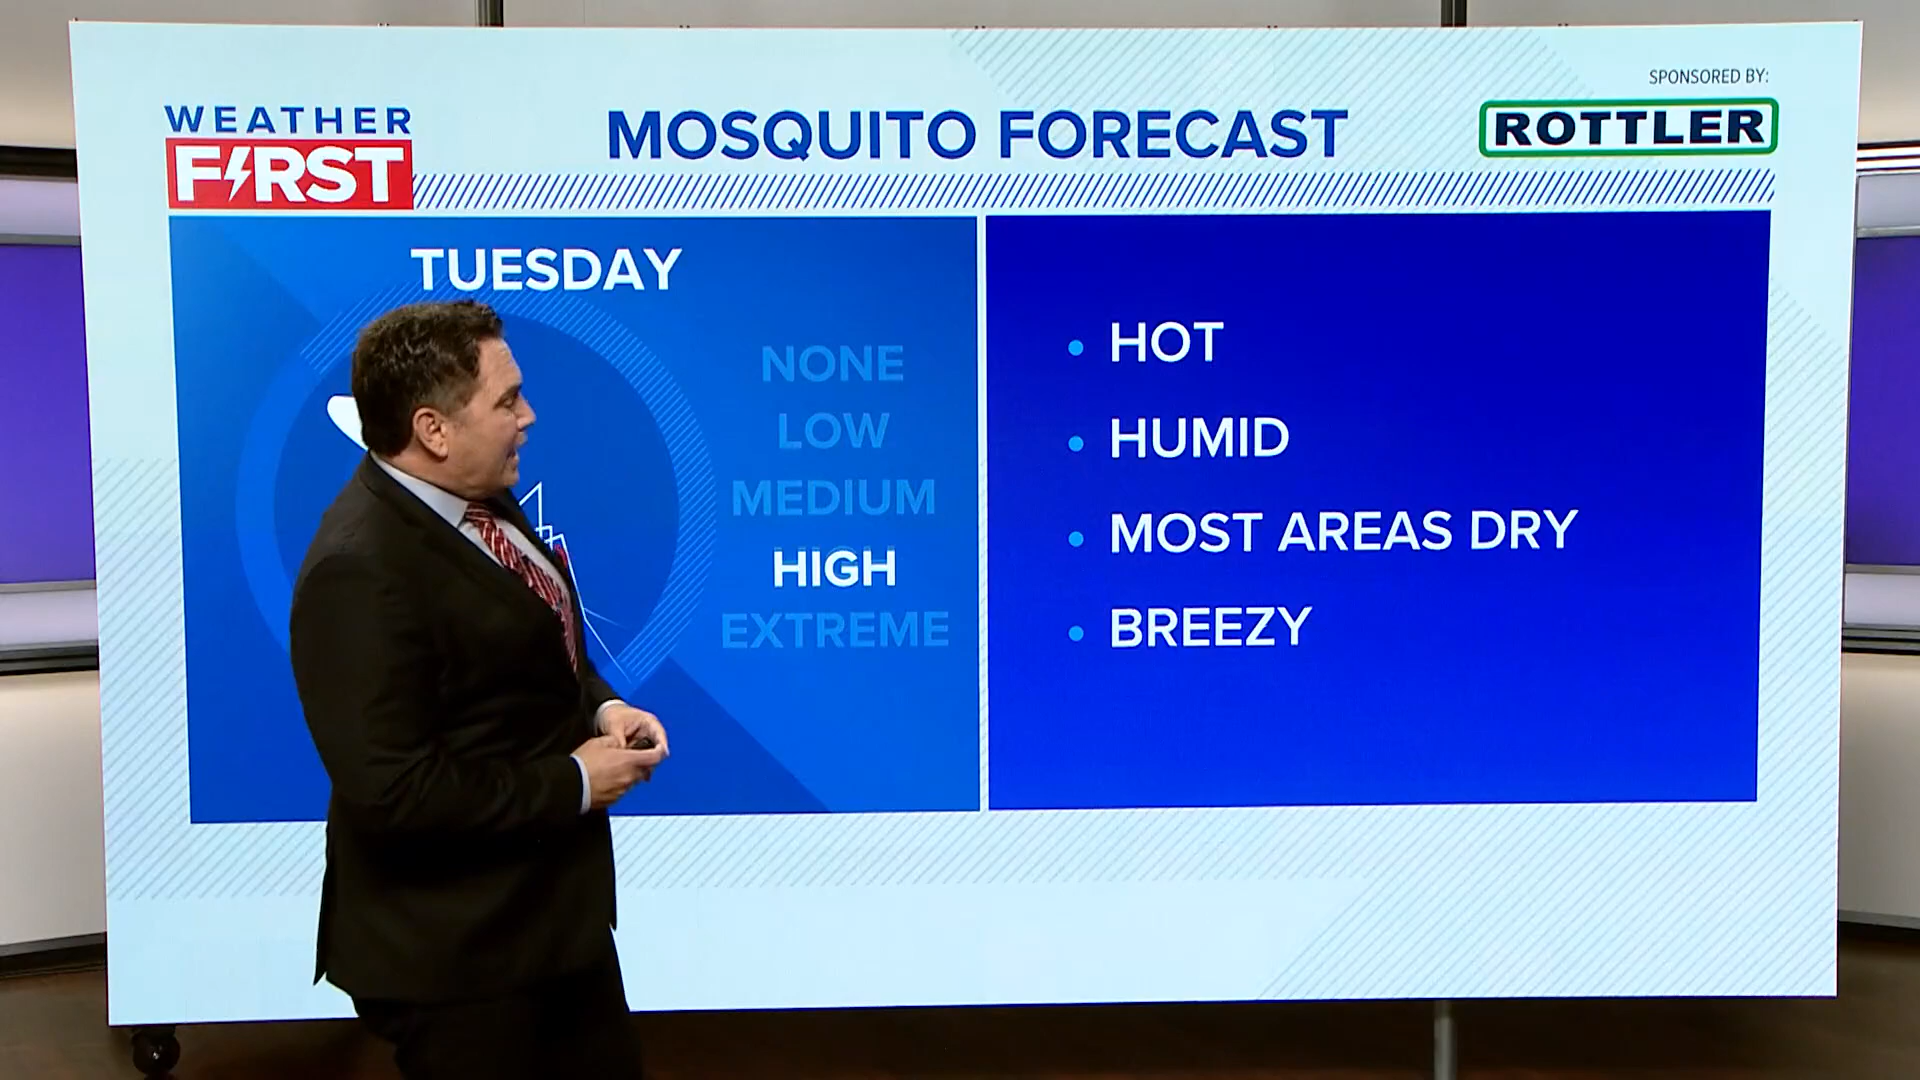 WEATHER
FIRST
MOSQUITO FORECAST
SPONSORED BY:
ROTTLER
TUESDAY
NONE
LOW
MEDIUM
HIGH
EXTREME
• HOT
• HUMID
• MOST AREAS DRY
• BREEZY